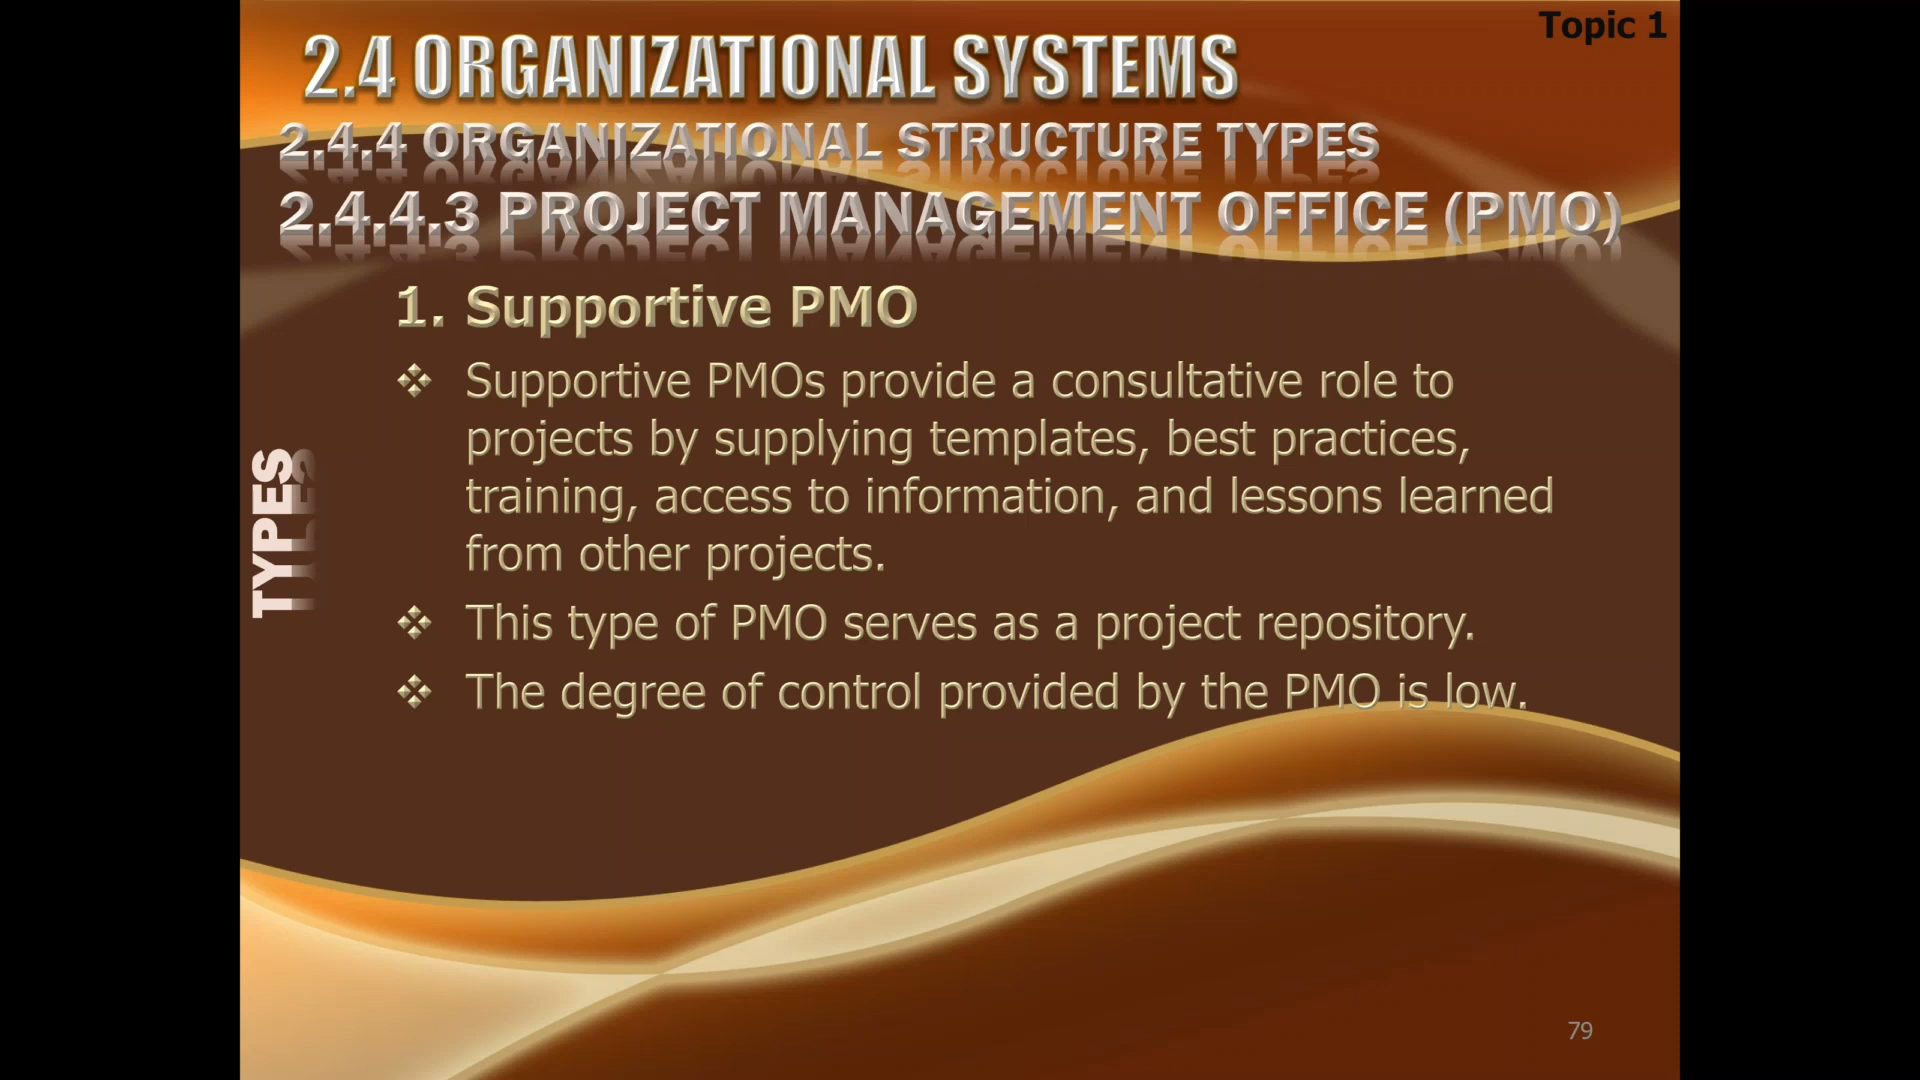 Topic 1
2.4 ORGANIZATIONAL SYSTEMS
2.4.4 ORGANIZATIONAL STRUCTURE TYPES
2.4.4.3 PROJECT MANAGEMENT OFFICE (PMO)
TYPES
1. Supportive PMO
❖ Supportive PMOs provide a consultative role to
projects by supplying templates, best practices,
training, access to information, and lessons learned
from other projects.
❖ This type of PMO serves as a project repository.
❖ The degree of control provided by the PMO is low.
79